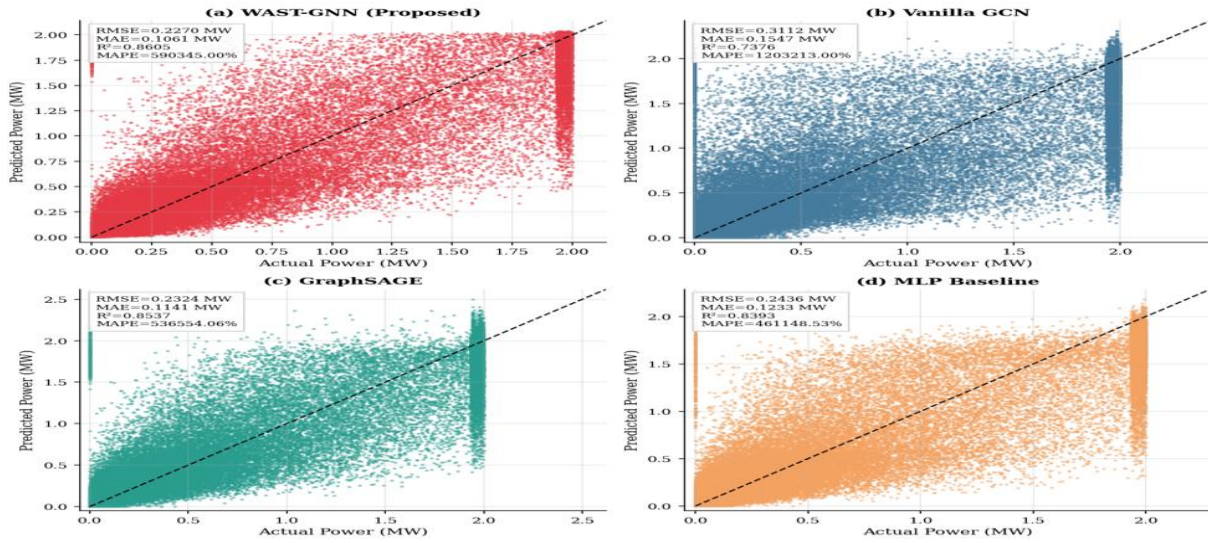 (a) WAST-GNN (Proposed)
RMSE=0.2270 MW
MAE=0.1061 MW
R²=0.8605
MAPE=590345.00%
2.00
1.75
1.50
1.25
1.00
0.75
0.50
0.25
0.00
Predicted Power (MW)
0.00 0.25 0.50 0.75 1.00 1.25 1.50 1.75 2.00
Actual Power (MW)
(b) Vanilla GCN
RMSE=0.3112 MW
MAE=0.1547 MW
R²=0.7376
MAPE=1203213.00%
2.0
1.5
1.0
0.5
0.0
Predicted Power (MW)
0.0 0.5 1.0 1.5 2.0
Actual Power (MW)
(c) GraphSAGE
RMSE=0.2324 MW
MAE=0.1141 MW
R²=0.8537
MAPE=536554.06%
2.5
2.0
1.5
1.0
0.5
0.0
Predicted Power (MW)
0.0 0.5 1.0 1.5 2.0 2.5
Actual Power (MW)
(d) MLP Baseline
RMSE=0.2436 MW
MAE=0.1233 MW
R²=0.8393
MAPE=461148.53%
2.0
1.5
1.0
0.5
0.0
Predicted Power (MW)
0.0 0.5 1.0 1.5 2.0
Actual Power (MW)